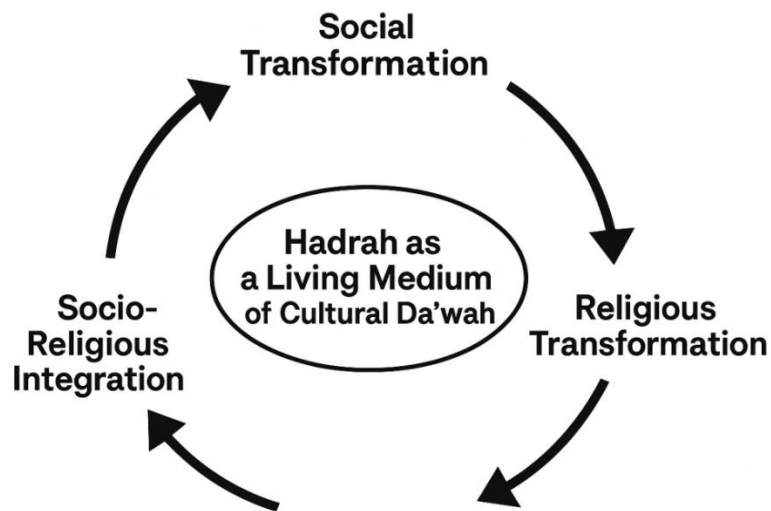 Social
Transformation
Hadrah as
a Living Medium
of Cultural Da'wah
Religious
Transformation
Socio-
Religious
Integration